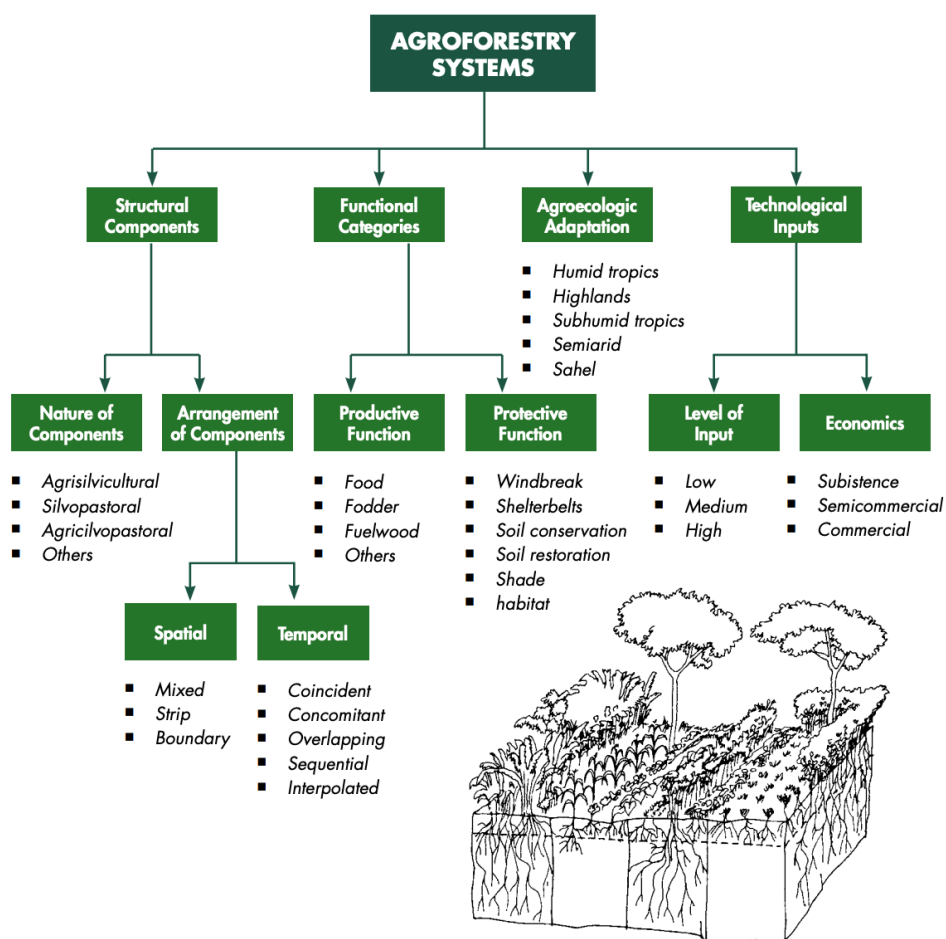 AGROFORESTRY
SYSTEMS
Structural
Components
Functional
Categories
Agroecologic
Adaptation
Technological
Inputs
Humid tropics
Highlands
Subhumid tropics
Semiarid
Sahel
Nature of
Components
Arrangement
of Components
Productive
Function
Protective
Function
Level of
Input
Economics
Agrisilvicultural
Silvopastoral
Agricilvopastoral
Others
Food
Fodder
Fuelwood
Others
Windbreak
Shelterbelts
Soil conservation
Soil restoration
Shade
habitat
Low
Medium
High
Subistence
Semicommercial
Commercial
Spatial
Temporal
Mixed
Strip
Boundary
Coincident
Concomitant
Overlapping
Sequential
Interpolated